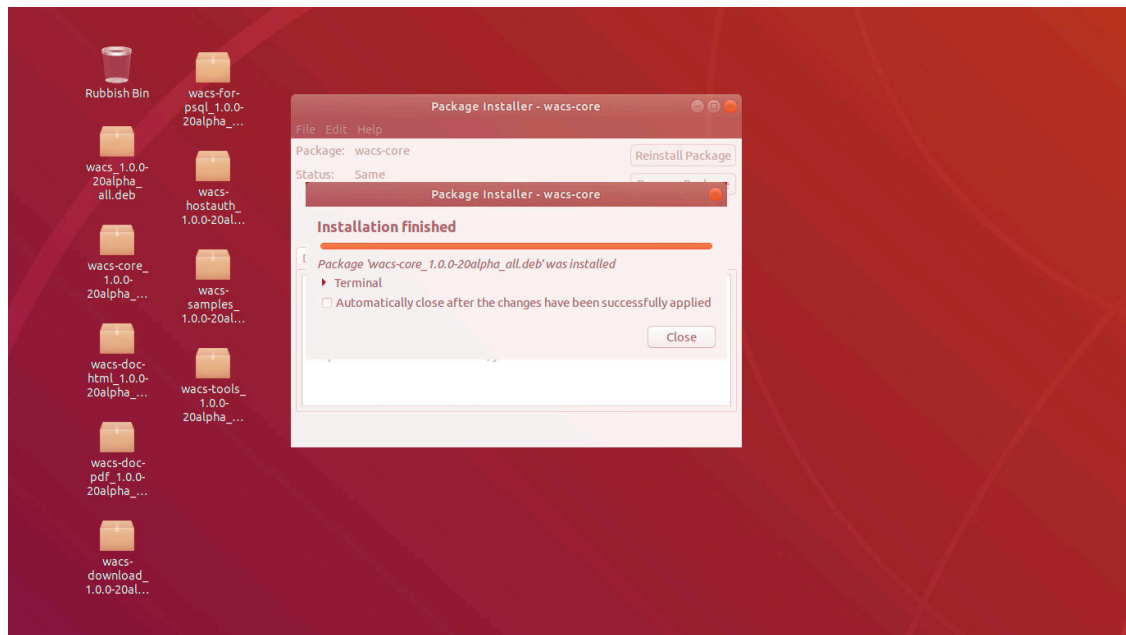 Rubbish Bin
wacs_1.0.0-
20alpha_
all.deb
wacs-core_
1.0.0-
20alpha_...
wacs-doc-
html_1.0.0-
20alpha_...
wacs-doc-
pdf_1.0.0-
20alpha_...
wacs-
download_
1.0.0-20al...
wacs-for-
psql_1.0.0-
20alpha_...
wacs-
hostauth_
1.0.0-20al...
wacs-
samples_
1.0.0-20al...
wacs-tools_
1.0.0-
20alpha_...
Package Installer - wacs-core
File Edit Help
Package: wacs-core
Reinstall Package
Status: Same
Package Installer - wacs-core
Installation finished
Package 'wacs-core_1.0.0-20alpha_all.deb' was installed
Terminal
Automatically close after the changes have been successfully applied
Close